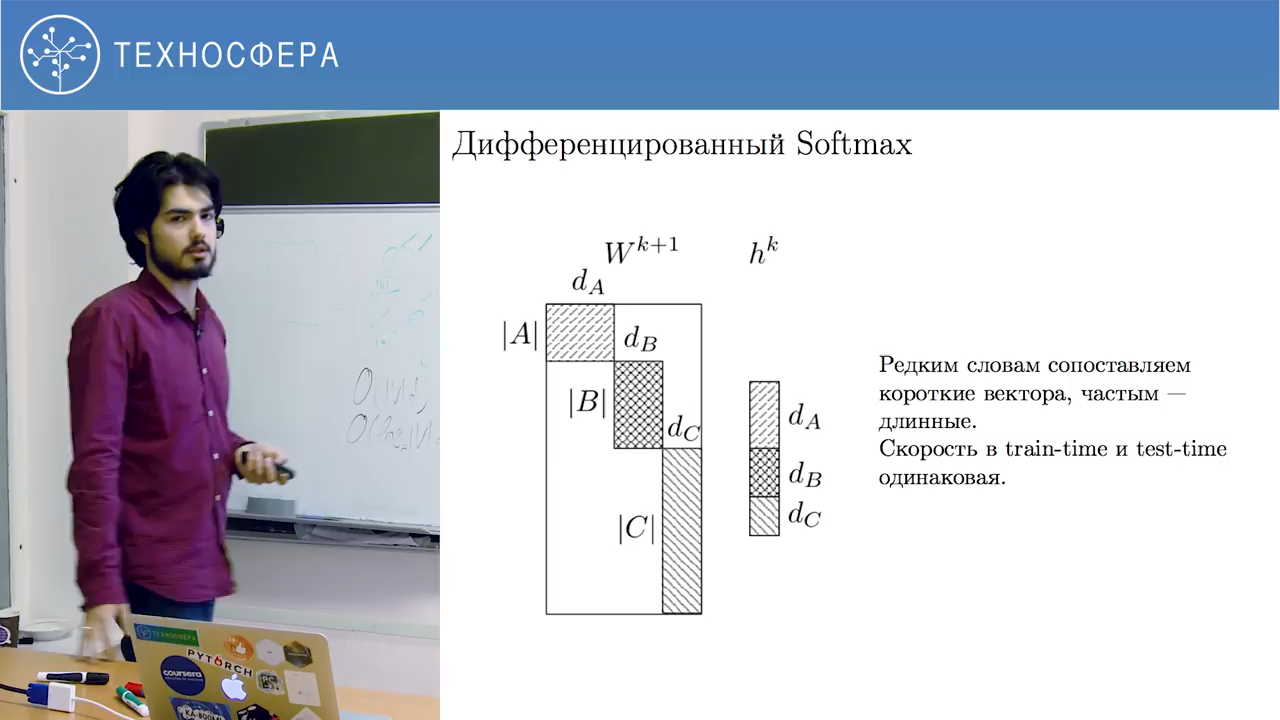 ТЕХНОСФЕРА
Дифференцированный Softmax
W^{k+1}
h^k
d_A
|A|
d_B
|B|
d_C
|C|
d_A
d_B
d_C
Редким словам сопоставляем
короткие вектора, частым —
длинные.
Скорость в train-time и test-time
одинаковая.
ТЕХНОСФЕРА
PYTORCH
coursera